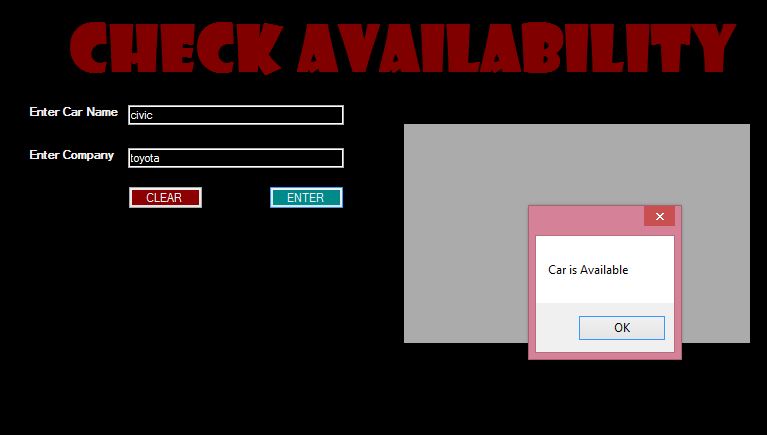 CHECK AVAILABILITY
Enter Car Name civic
Enter Company toyota
CLEAR ENTER
Car is Available
OK